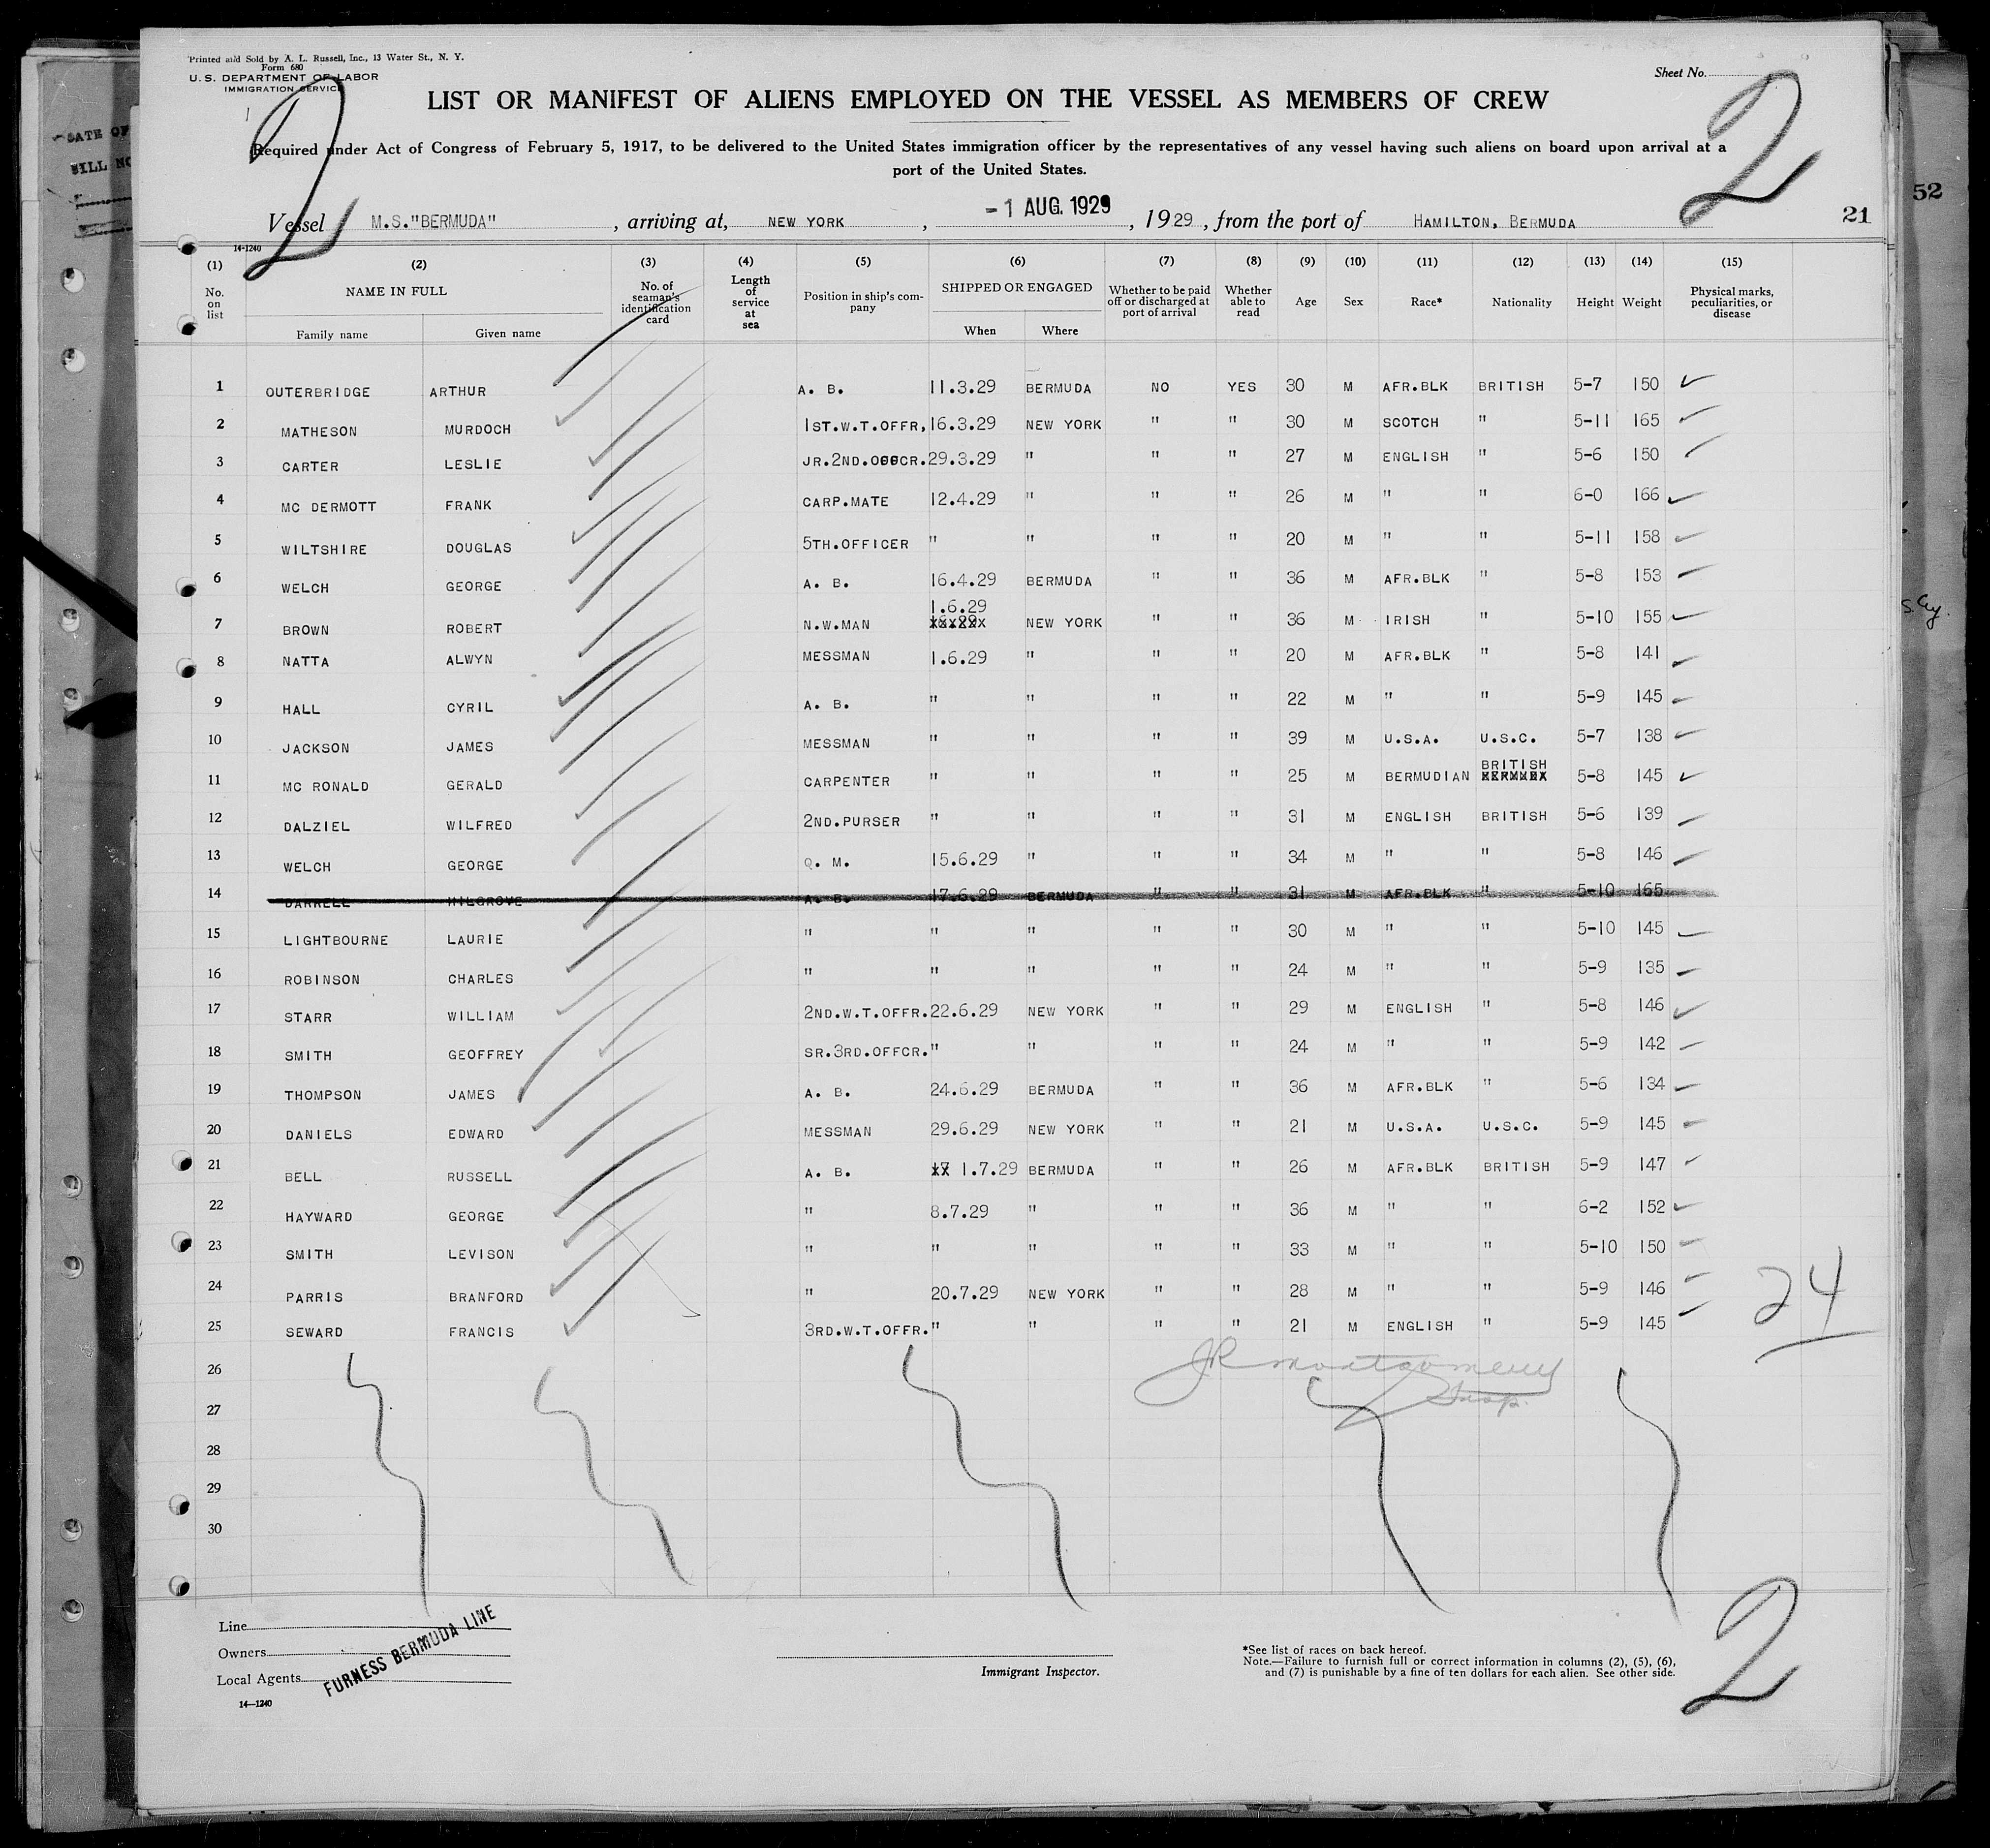 Printed and Sold by A. L. Russell, Inc., 13 Water St., N. Y.
Form 680
U. S. DEPARTMENT OF LABOR
IMMIGRATION SERVICE
Sheet No.
2
2
LIST OR MANIFEST OF ALIENS EMPLOYED ON THE VESSEL AS MEMBERS OF CREW
Required under Act of Congress of February 5, 1917, to be delivered to the United States immigration officer by the representatives of any vessel having such aliens on board upon arrival at a
port of the United States.
Vessel M.S."BERMUDA" , arriving at, NEW YORK , -1 AUG. 1929 , 1929 , from the port of HAMILTON, BERMUDA
21
52
14-1240
(1) (2) (3) (4) (5) (6) (7) (8) (9) (10) (11) (12) (13) (14) (15)
No. on list NAME IN FULL Family name Given name No. of seaman's identification card Length of service at sea Position in ship's company SHIPPED OR ENGAGED When Where Whether to be paid off or discharged at port of arrival Whether able to read Age Sex Race* Nationality Height Weight Physical marks, peculiarities, or disease
1 OUTERBRIDGE ARTHUR A. B. 11.3.29 BERMUDA NO YES 30 M AFR.BLK BRITISH 5-7 150
2 MATHESON MURDOCH 1ST.W.T.OFFR, 16.3.29 NEW YORK " " 30 M SCOTCH " 5-11 165
3 CARTER LESLIE JR.2ND.OFFCR. 29.3.29 " " " 27 M ENGLISH " 5-6 150
4 MC DERMOTT FRANK CARP.MATE 12.4.29 " " " 26 M " " 6-0 166
5 WILTSHIRE DOUGLAS 5TH.OFFICER " " " " 20 M " " 5-11 158
6 WELCH GEORGE A. B. 16.4.29 BERMUDA " " 36 M AFR.BLK " 5-8 153
7 BROWN ROBERT N.W.MAN 1.6.29 NEW YORK " " 36 M IRISH " 5-10 155
8 NATTA ALWYN MESSMAN 1.6.29 " " " 20 M AFR.BLK " 5-8 141
9 HALL CYRIL A. B. " " " " 22 M " " 5-9 145
10 JACKSON JAMES MESSMAN " " " " 39 M U.S.A. U.S.C. 5-7 138
11 MC RONALD GERALD CARPENTER " " " " 25 M BERMUDIAN BRITISH 5-8 145
12 DALZIEL WILFRED 2ND.PURSER " " " " 31 M ENGLISH BRITISH 5-6 139
13 WELCH GEORGE Q. M. 15.6.29 " " " 34 M " " 5-8 146
14 DARRELL HILGROVE A. B. 17.6.29 BERMUDA " " 31 M AFR.BLK " 5-10 165
15 LIGHTBOURNE LAURIE " " " " " 30 M " " 5-10 145
16 ROBINSON CHARLES " " " " " 24 M " " 5-9 135
17 STARR WILLIAM 2ND.W.T.OFFR. 22.6.29 NEW YORK " " 29 M ENGLISH " 5-8 146
18 SMITH GEOFFREY SR.3RD.OFFCR. " " " " 24 M " " 5-9 142
19 THOMPSON JAMES A. B. 24.6.29 BERMUDA " " 36 M AFR.BLK " 5-6 134
20 DANIELS EDWARD MESSMAN 29.6.29 NEW YORK " " 21 M U.S.A. U.S.C. 5-9 145
21 BELL RUSSELL A. B. 1.7.29 BERMUDA " " 26 M AFR.BLK BRITISH 5-9 147
22 HAYWARD GEORGE " 8.7.29 " " " 36 M " " 6-2 152
23 SMITH LEVISON " " " " " 33 M " " 5-10 150
24 PARRIS BRANFORD " 20.7.29 NEW YORK " " 28 M " " 5-9 146
25 SEWARD FRANCIS 3RD.W.T.OFFR. " " " " 21 M ENGLISH " 5-9 145
24
26
JR Montgomery
Insp.
27
28
29
30
Line
Owners
Local Agents
FURNESS BERMUDA LINE
14—1240
Immigrant Inspector.
*See list of races on back hereof.
Note.—Failure to furnish full or correct information in columns (2), (5), (6),
and (7) is punishable by a fine of ten dollars for each alien. See other side.
2